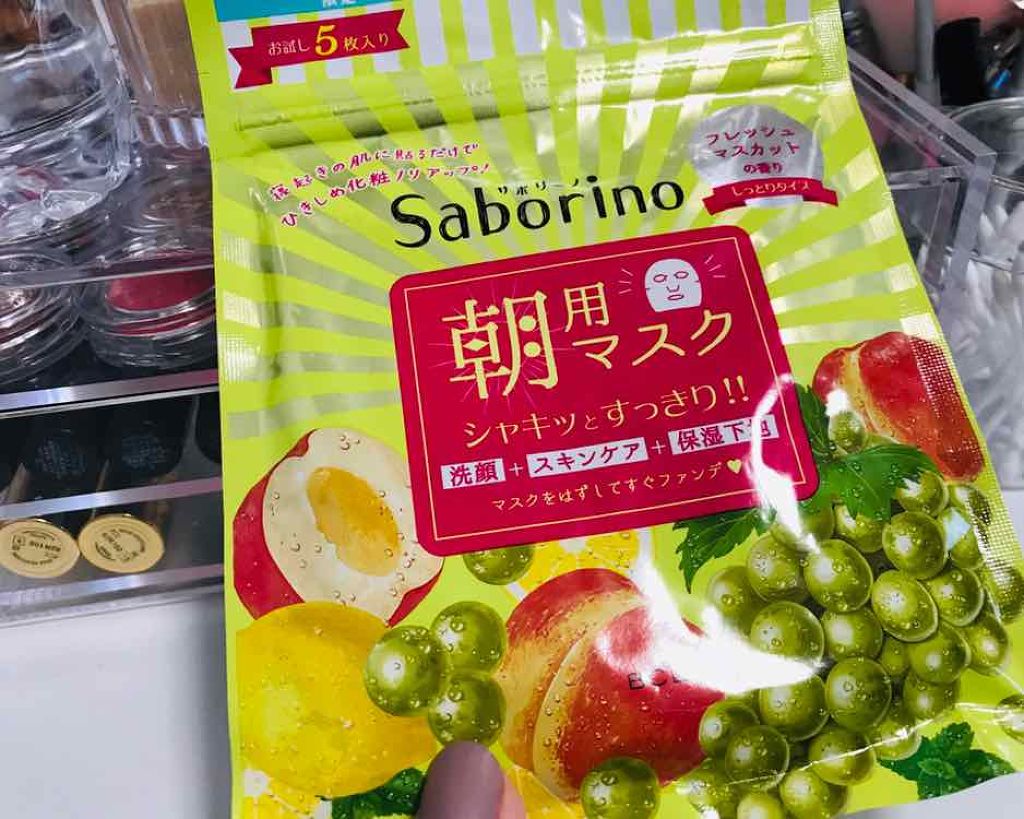 限定
お試し5枚入り
寝起きの肌に貼るだけで
ひきしめ化粧ノリアップ!
サボリーノ
Saborino
フレッシュ
マスカット
の香り
しっとりタイプ
朝用
マスク
シャキッとすっきり!!
洗顔+スキンケア+保湿下地
マスクをはずしてすぐファンデ♥